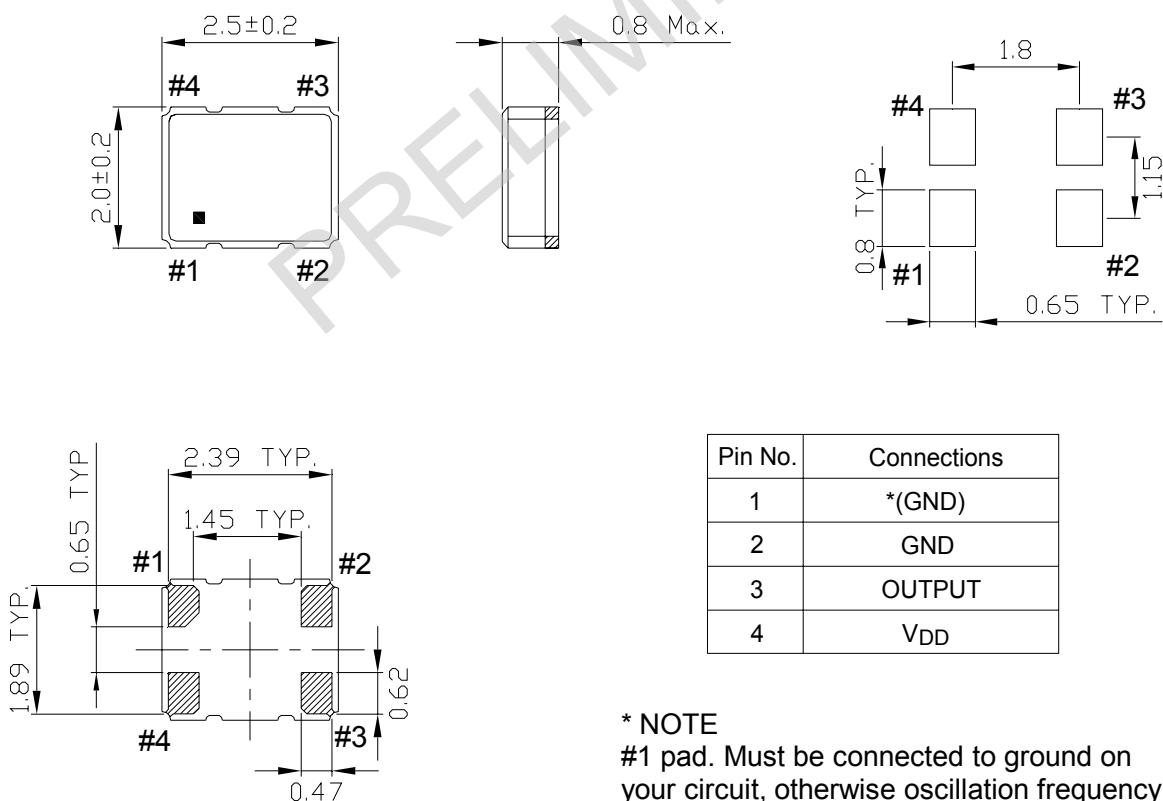 2.5±0.2
0.8 Max.
#4
#3
2.0±0.2
#1
#2
1.8
#4
#3
0.8 TYP.
1.15
#1
#2
0.65 TYP.
2.39 TYP.
1.45 TYP.
0.65 TYP
#1
#2
1.89 TYP.
0.62
#4
#3
0.47
Pin No. Connections
1 *(GND)
2 GND
3 OUTPUT
4 VDD
* NOTE
#1 pad. Must be connected to ground on
your circuit, otherwise oscillation frequency